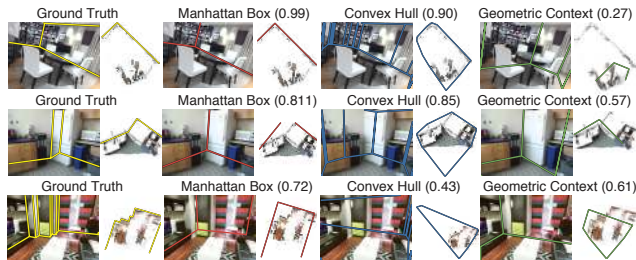 Ground Truth Manhattan Box (0.99) Convex Hull (0.90) Geometric Context (0.27)
Ground Truth Manhattan Box (0.811) Convex Hull (0.85) Geometric Context (0.57)
Ground Truth Manhattan Box (0.72) Convex Hull (0.43) Geometric Context (0.61)